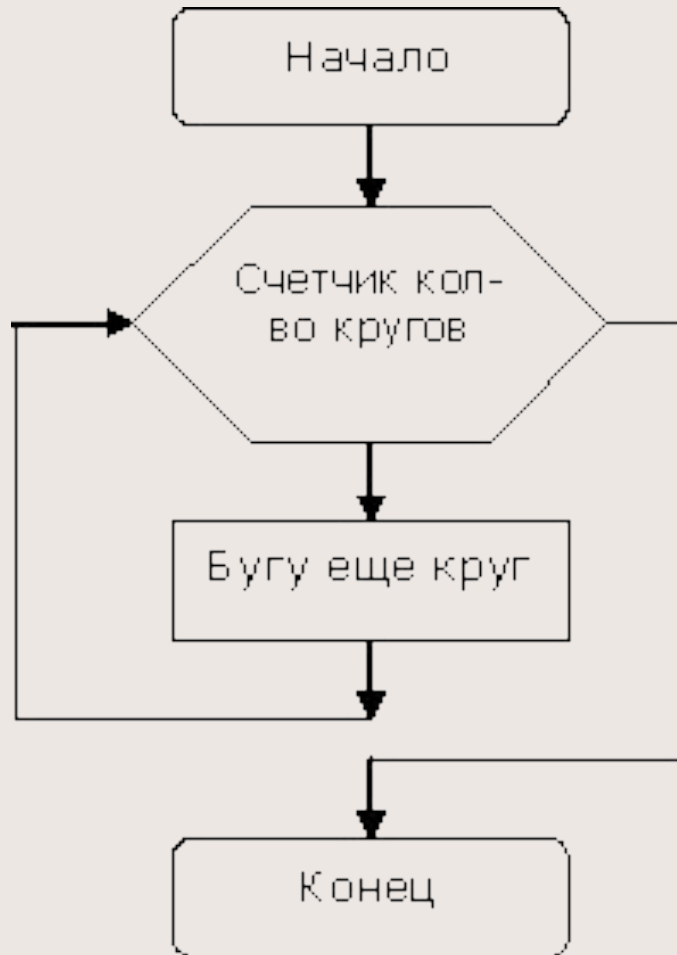 Начало
Счетчик кол-
во кругов
Бугу еще круг
Конец